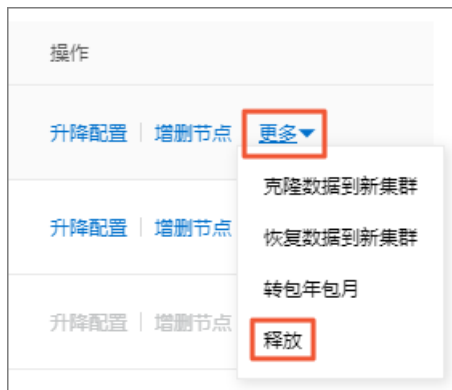 操作
升降配置 增删节点 更多
克隆数据到新集群
升降配置 增删节点
恢复数据到新集群
转包年包月
升降配置 增删节点
释放